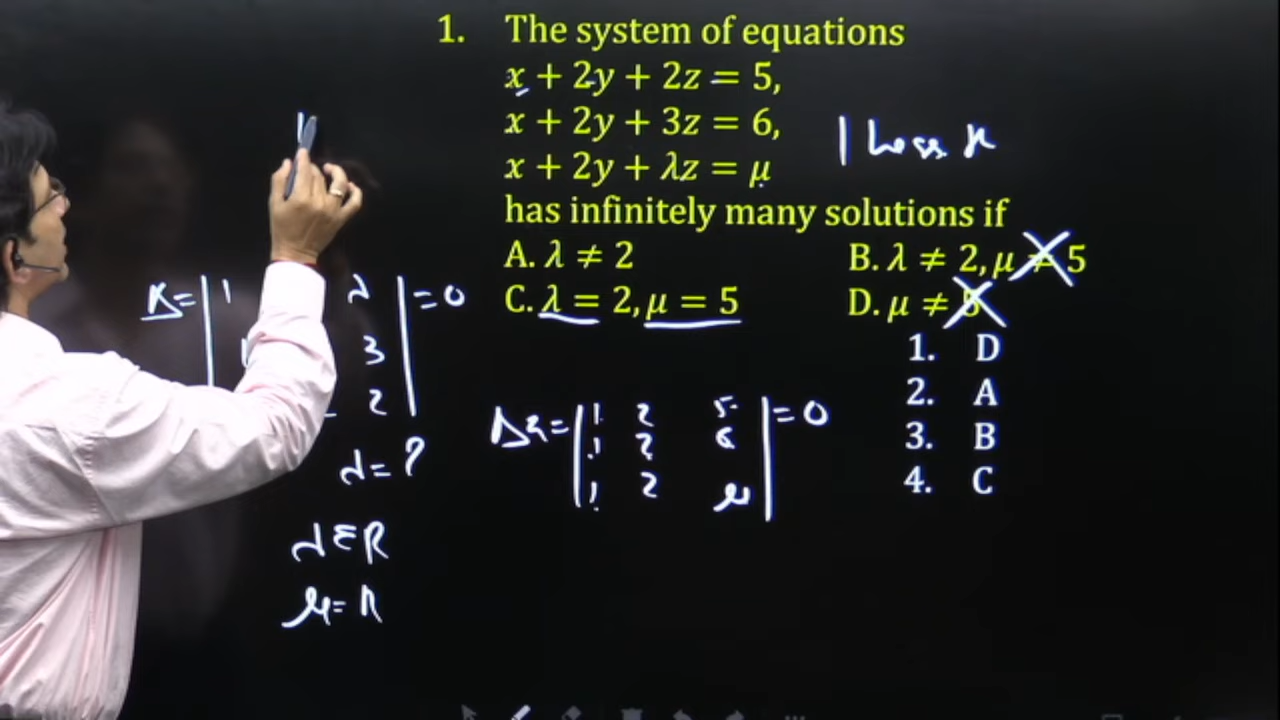 1. The system of equations
x + 2y + 2z = 5,
x + 2y + 3z = 6,
x + 2y + λz = μ
has infinitely many solutions if
A. λ ≠ 2
B. λ ≠ 2, μ = 5
C. λ = 2, μ = 5
D. μ ≠
1. D
2. A
3. B
4. C
1
λ
= 0
3
2
λ = ?
λ ∈ R
μ = R
= 0
1 2 5
1 2 6
1 2 μ